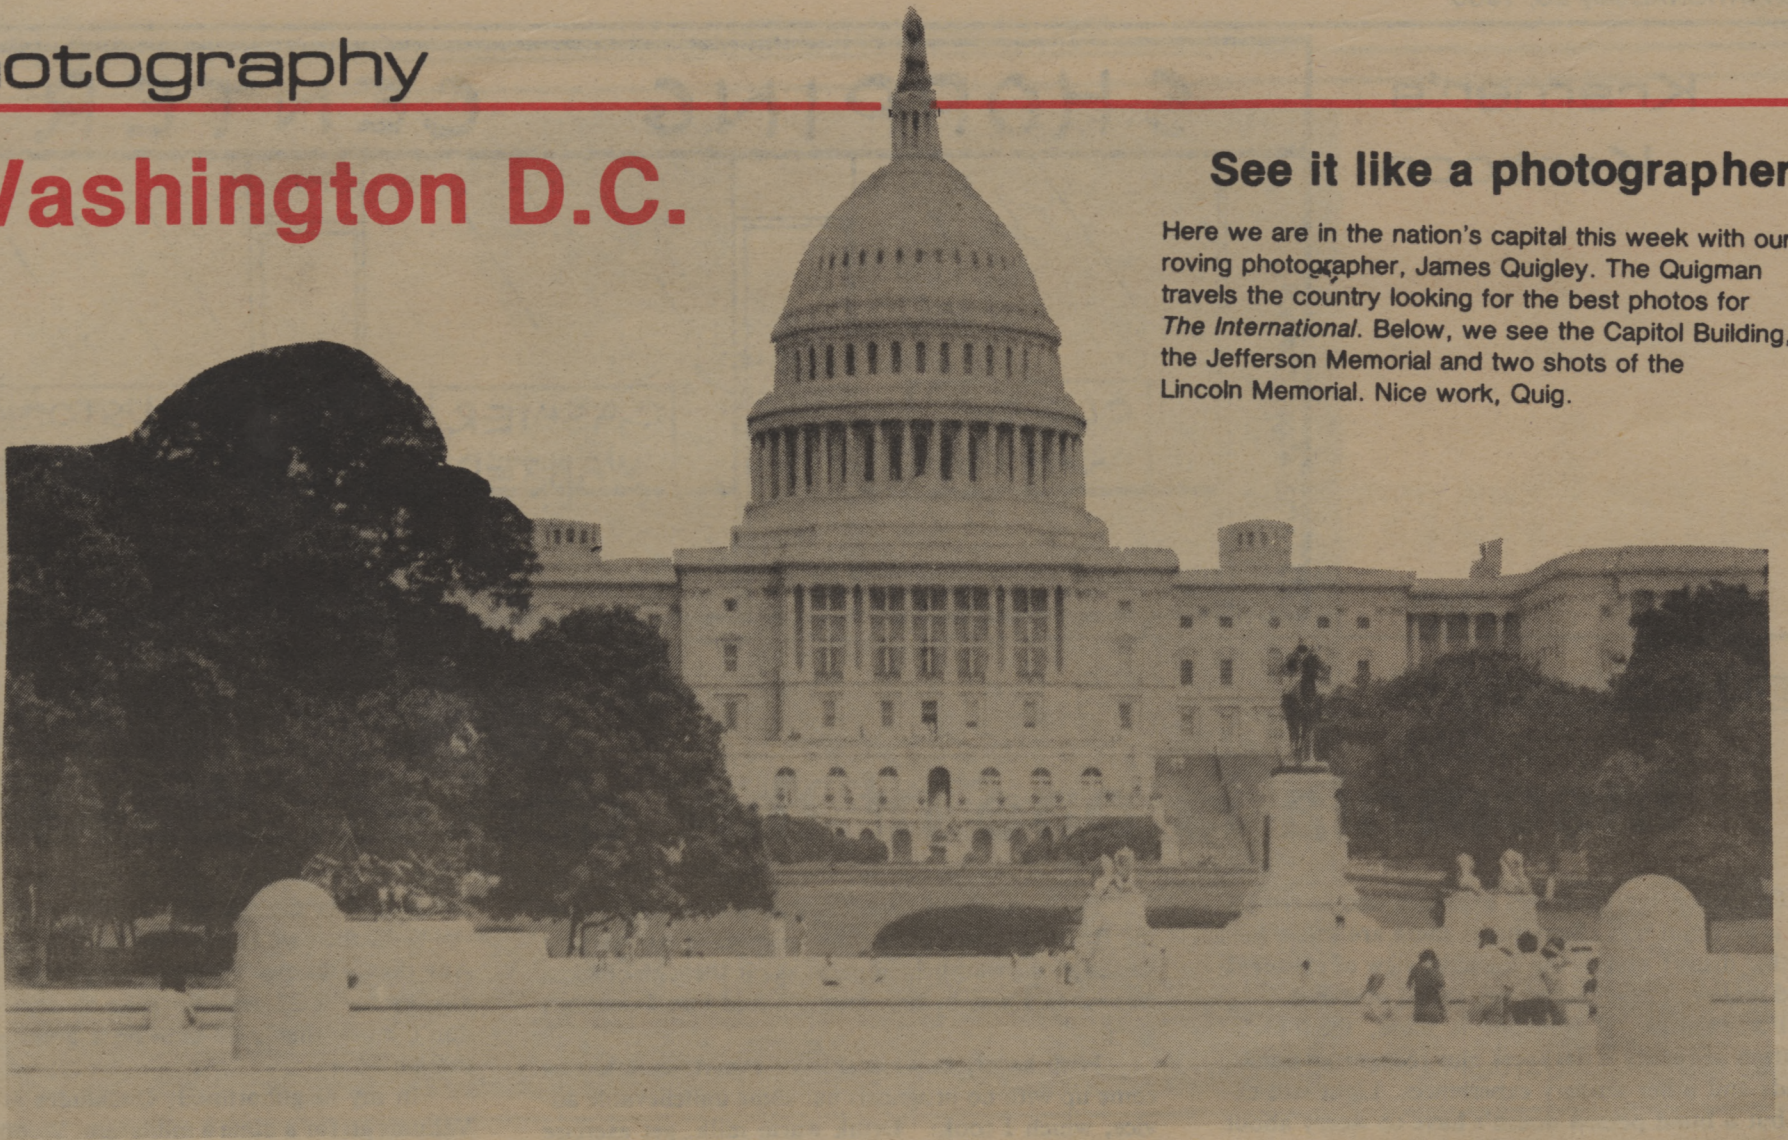 otography
Washington D.C.
See it like a photographer
Here we are in the nation's capital this week with our
roving photographer, James Quigley. The Quigman
travels the country looking for the best photos for
The International. Below, we see the Capitol Building,
the Jefferson Memorial and two shots of the
Lincoln Memorial. Nice work, Quig.